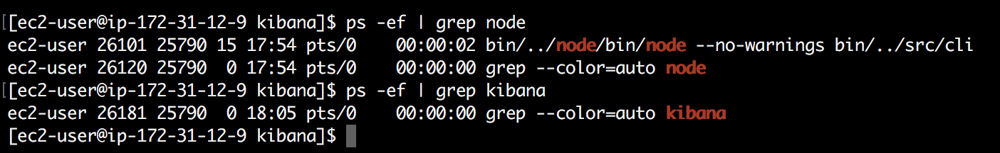 [ec2-user@ip-172-31-12-9 kibana]$ ps -ef | grep node
ec2-user 26101 25790 15 17:54 pts/0    00:00:02 bin/../node/bin/node --no-warnings bin/../src/cli
ec2-user 26120 25790  0 17:54 pts/0    00:00:00 grep --color=auto node
[ec2-user@ip-172-31-12-9 kibana]$ ps -ef | grep kibana
ec2-user 26181 25790  0 18:05 pts/0    00:00:00 grep --color=auto kibana
[ec2-user@ip-172-31-12-9 kibana]$